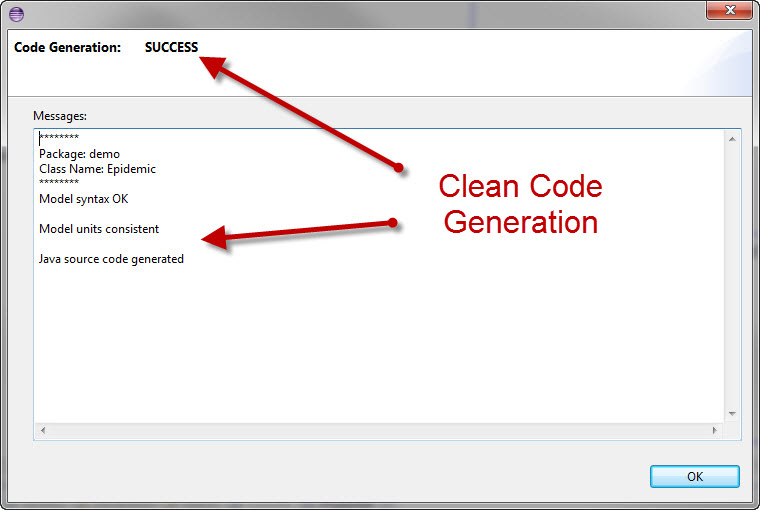 Code Generation: SUCCESS
Messages:
********
Package: demo
Class Name: Epidemic
********
Model syntax OK
Model units consistent
Java source code generated
Clean Code
Generation
OK